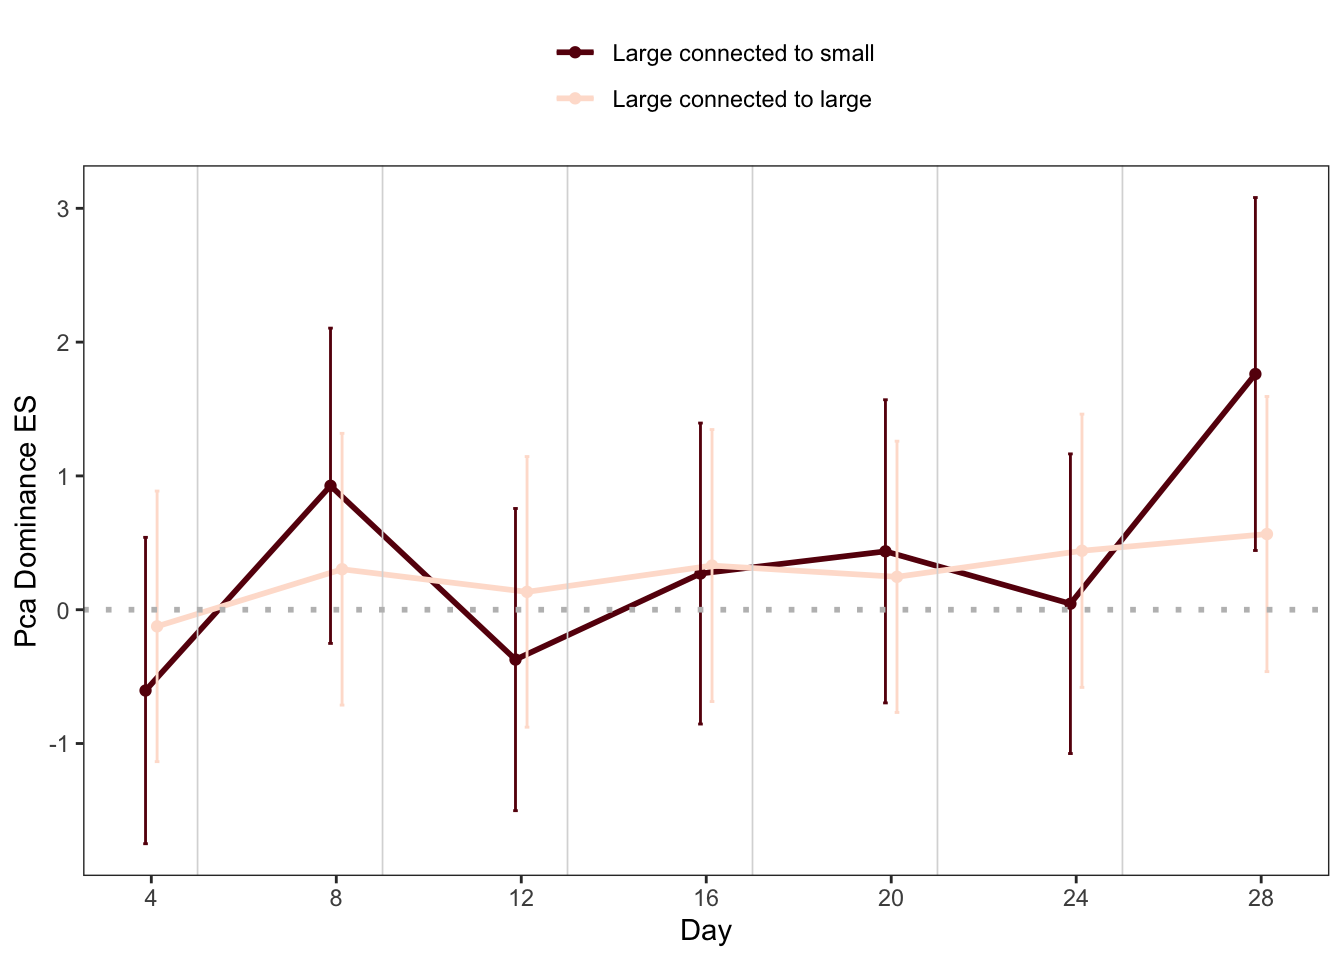 Large connected to small
Large connected to large
Pca Dominance ES
3
2
1
0
-1
4 8 12 16 20 24 28
Day